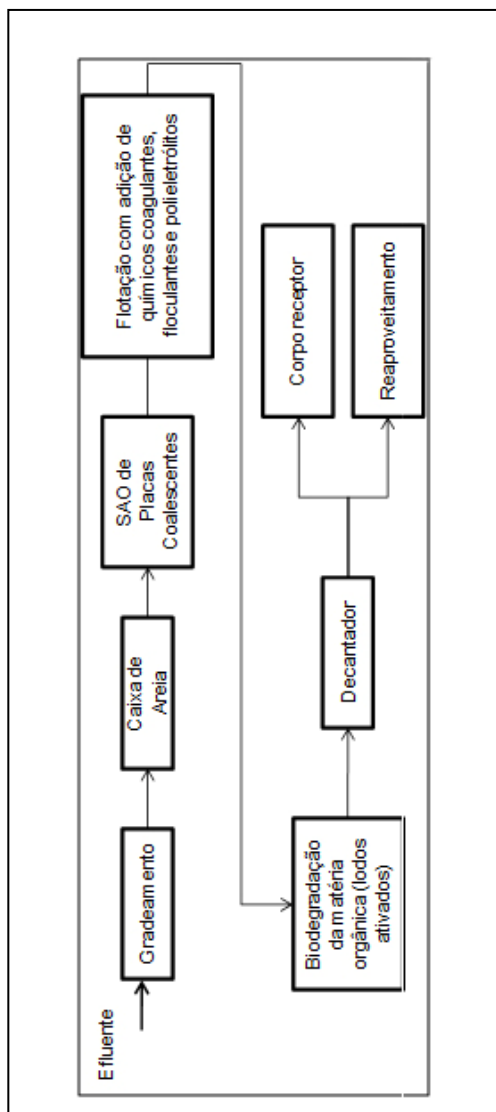 Efluente
Gradeamento
Caixa de
Areia
SAO de
Placas
Coalescentes
Flotação com adição de
químicos coagulantes,
floculantes e polieletrólitos
Biodegradação
da matéria
orgânica (lodos
ativados)
Decantador
Corpo receptor
Reaproveitamento